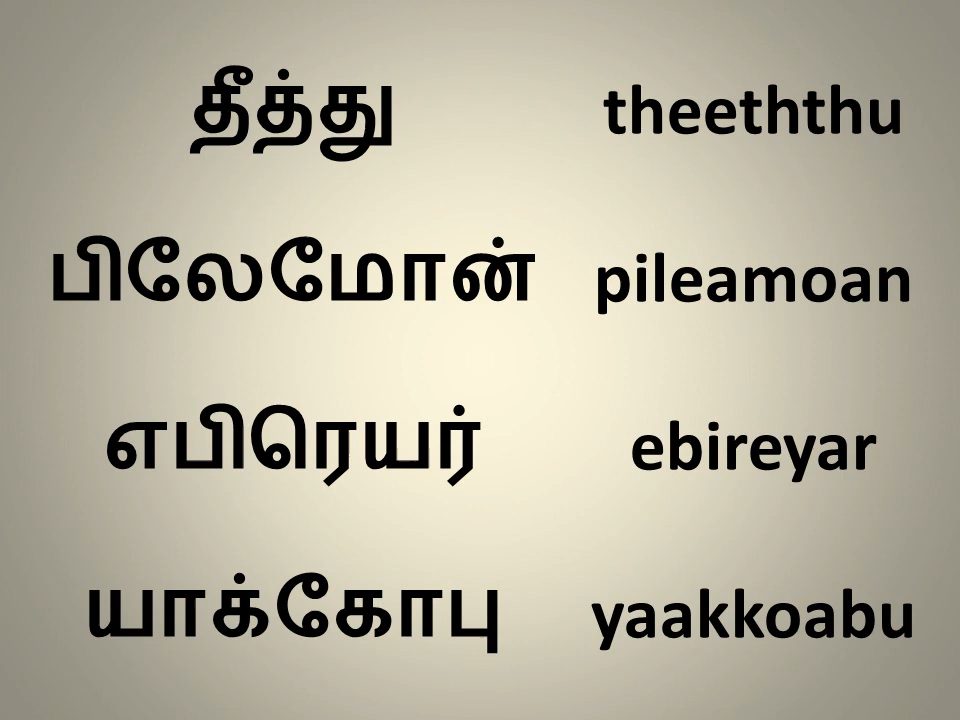 தீத்து theeththu
பிலேமோன் pileamoan
எபிரெயர் ebireyar
யாக்கோபு yaakkoabu